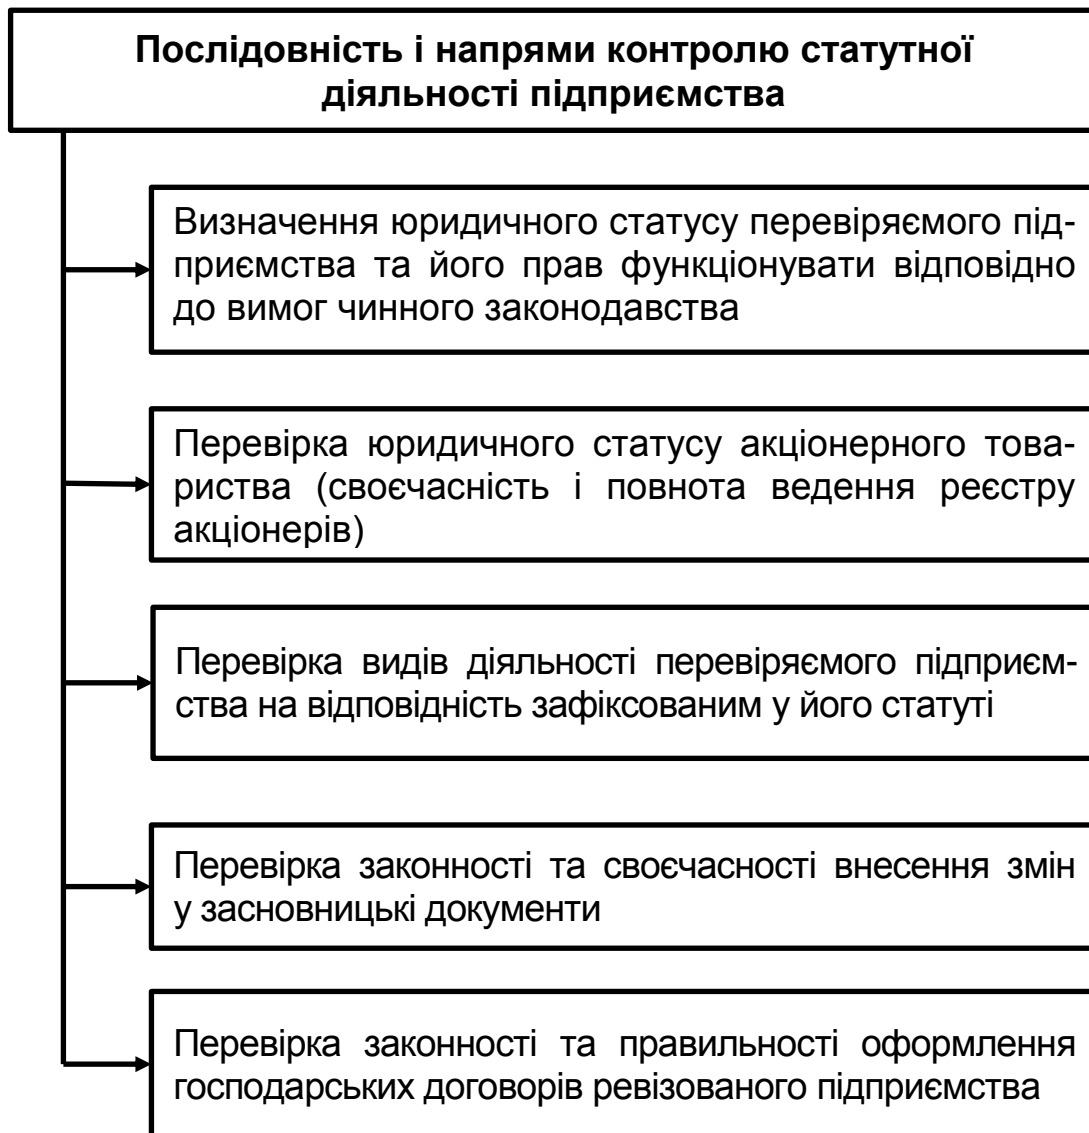 Послідовність і напрями контролю статутної
діяльності підприємства
Визначення юридичного статусу перевіряємого під-
приємства та його прав функціонувати відповідно
до вимог чинного законодавства
Перевірка юридичного статусу акціонерного това-
риства (своєчасність і повнота ведення реєстру
акціонерів)
Перевірка видів діяльності перевіряємого підприєм-
ства на відповідність зафіксованим у його статуті
Перевірка законності та своєчасності внесення змін
у засновницькі документи
Перевірка законності та правильності оформлення
господарських договорів ревізованого підприємства